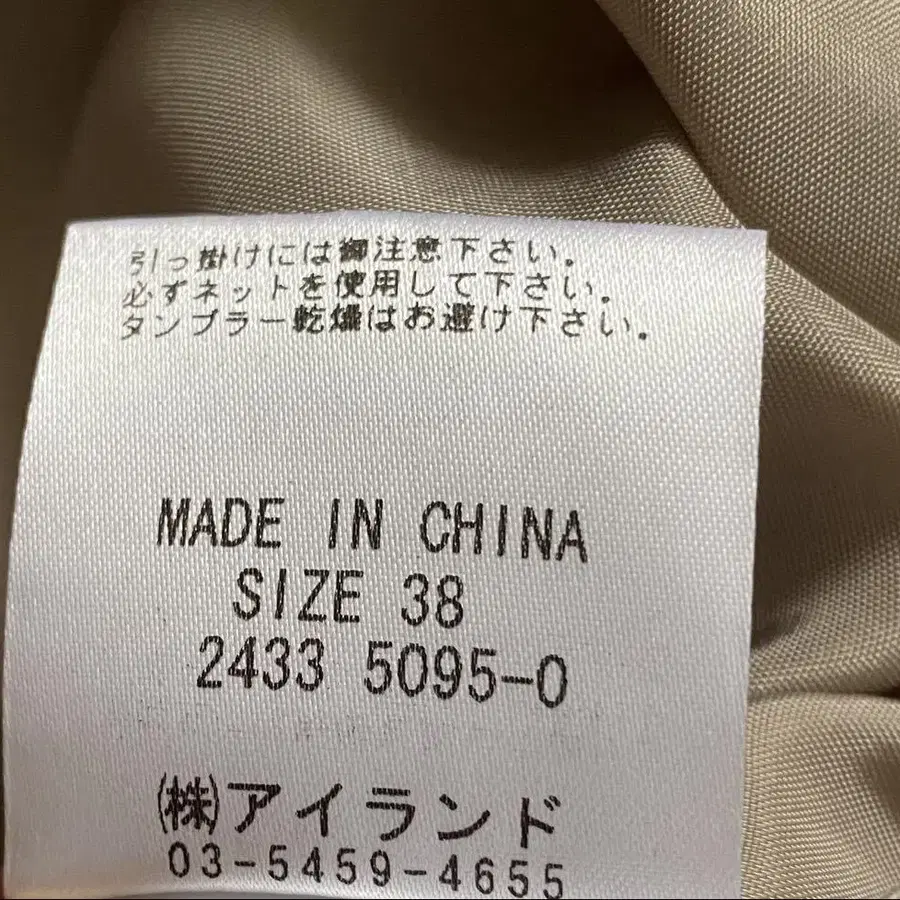 引っ掛けには御注意下さい。
必ずネットを使用して下さい。
タンブラー乾燥はお避け下さい。
MADE IN CHINA
SIZE 38
2433 5095-0
㈱アイランド
03-5459-4655